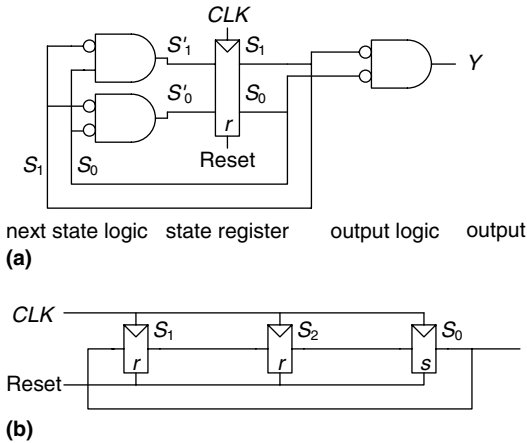 CLK
S'1 S1
S'0 S0
Y
r
Reset
S1 S0
next state logic state register output logic output
(a)
CLK
S1 S2 S0
r r s
Reset
(b)